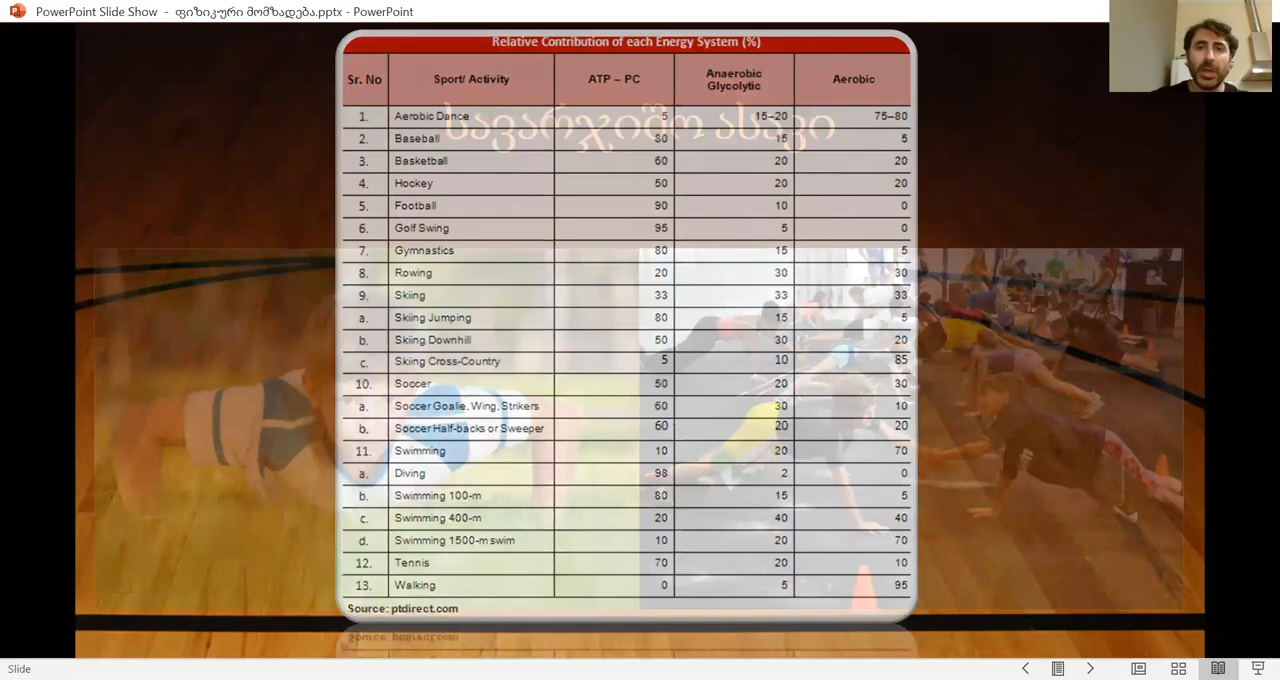 PowerPoint Slide Show - ფიზიკური მომზადება.pptx - PowerPoint
Relative Contribution of each Energy System (%)
Sr. No Sport/ Activity ATP – PC Anaerobic Glycolytic Aerobic
სავარჯიშო ასაკი
1. Aerobic Dance 5 15–20 75–80
2. Baseball 80 15 5
3. Basketball 60 20 20
4. Hockey 50 20 20
5. Football 90 10 0
6. Golf Swing 95 5 0
7. Gymnastics 80 15 5
8. Rowing 20 30 30
9. Skiing 33 33 33
a. Skiing Jumping 80 15 5
b. Skiing Downhill 50 30 20
c. Skiing Cross-Country 5 10 85
10. Soccer 50 20 30
a. Soccer Goalie, Wing, Strikers 60 30 10
b. Soccer Half-backs or Sweeper 60 20 20
11. Swimming 10 20 70
a. Diving 98 2 0
b. Swimming 100-m 80 15 5
c. Swimming 400-m 20 40 40
d. Swimming 1500-m swim 10 20 70
12. Tennis 70 20 10
13. Walking 0 5 95
Source: ptdirect.com
Slide